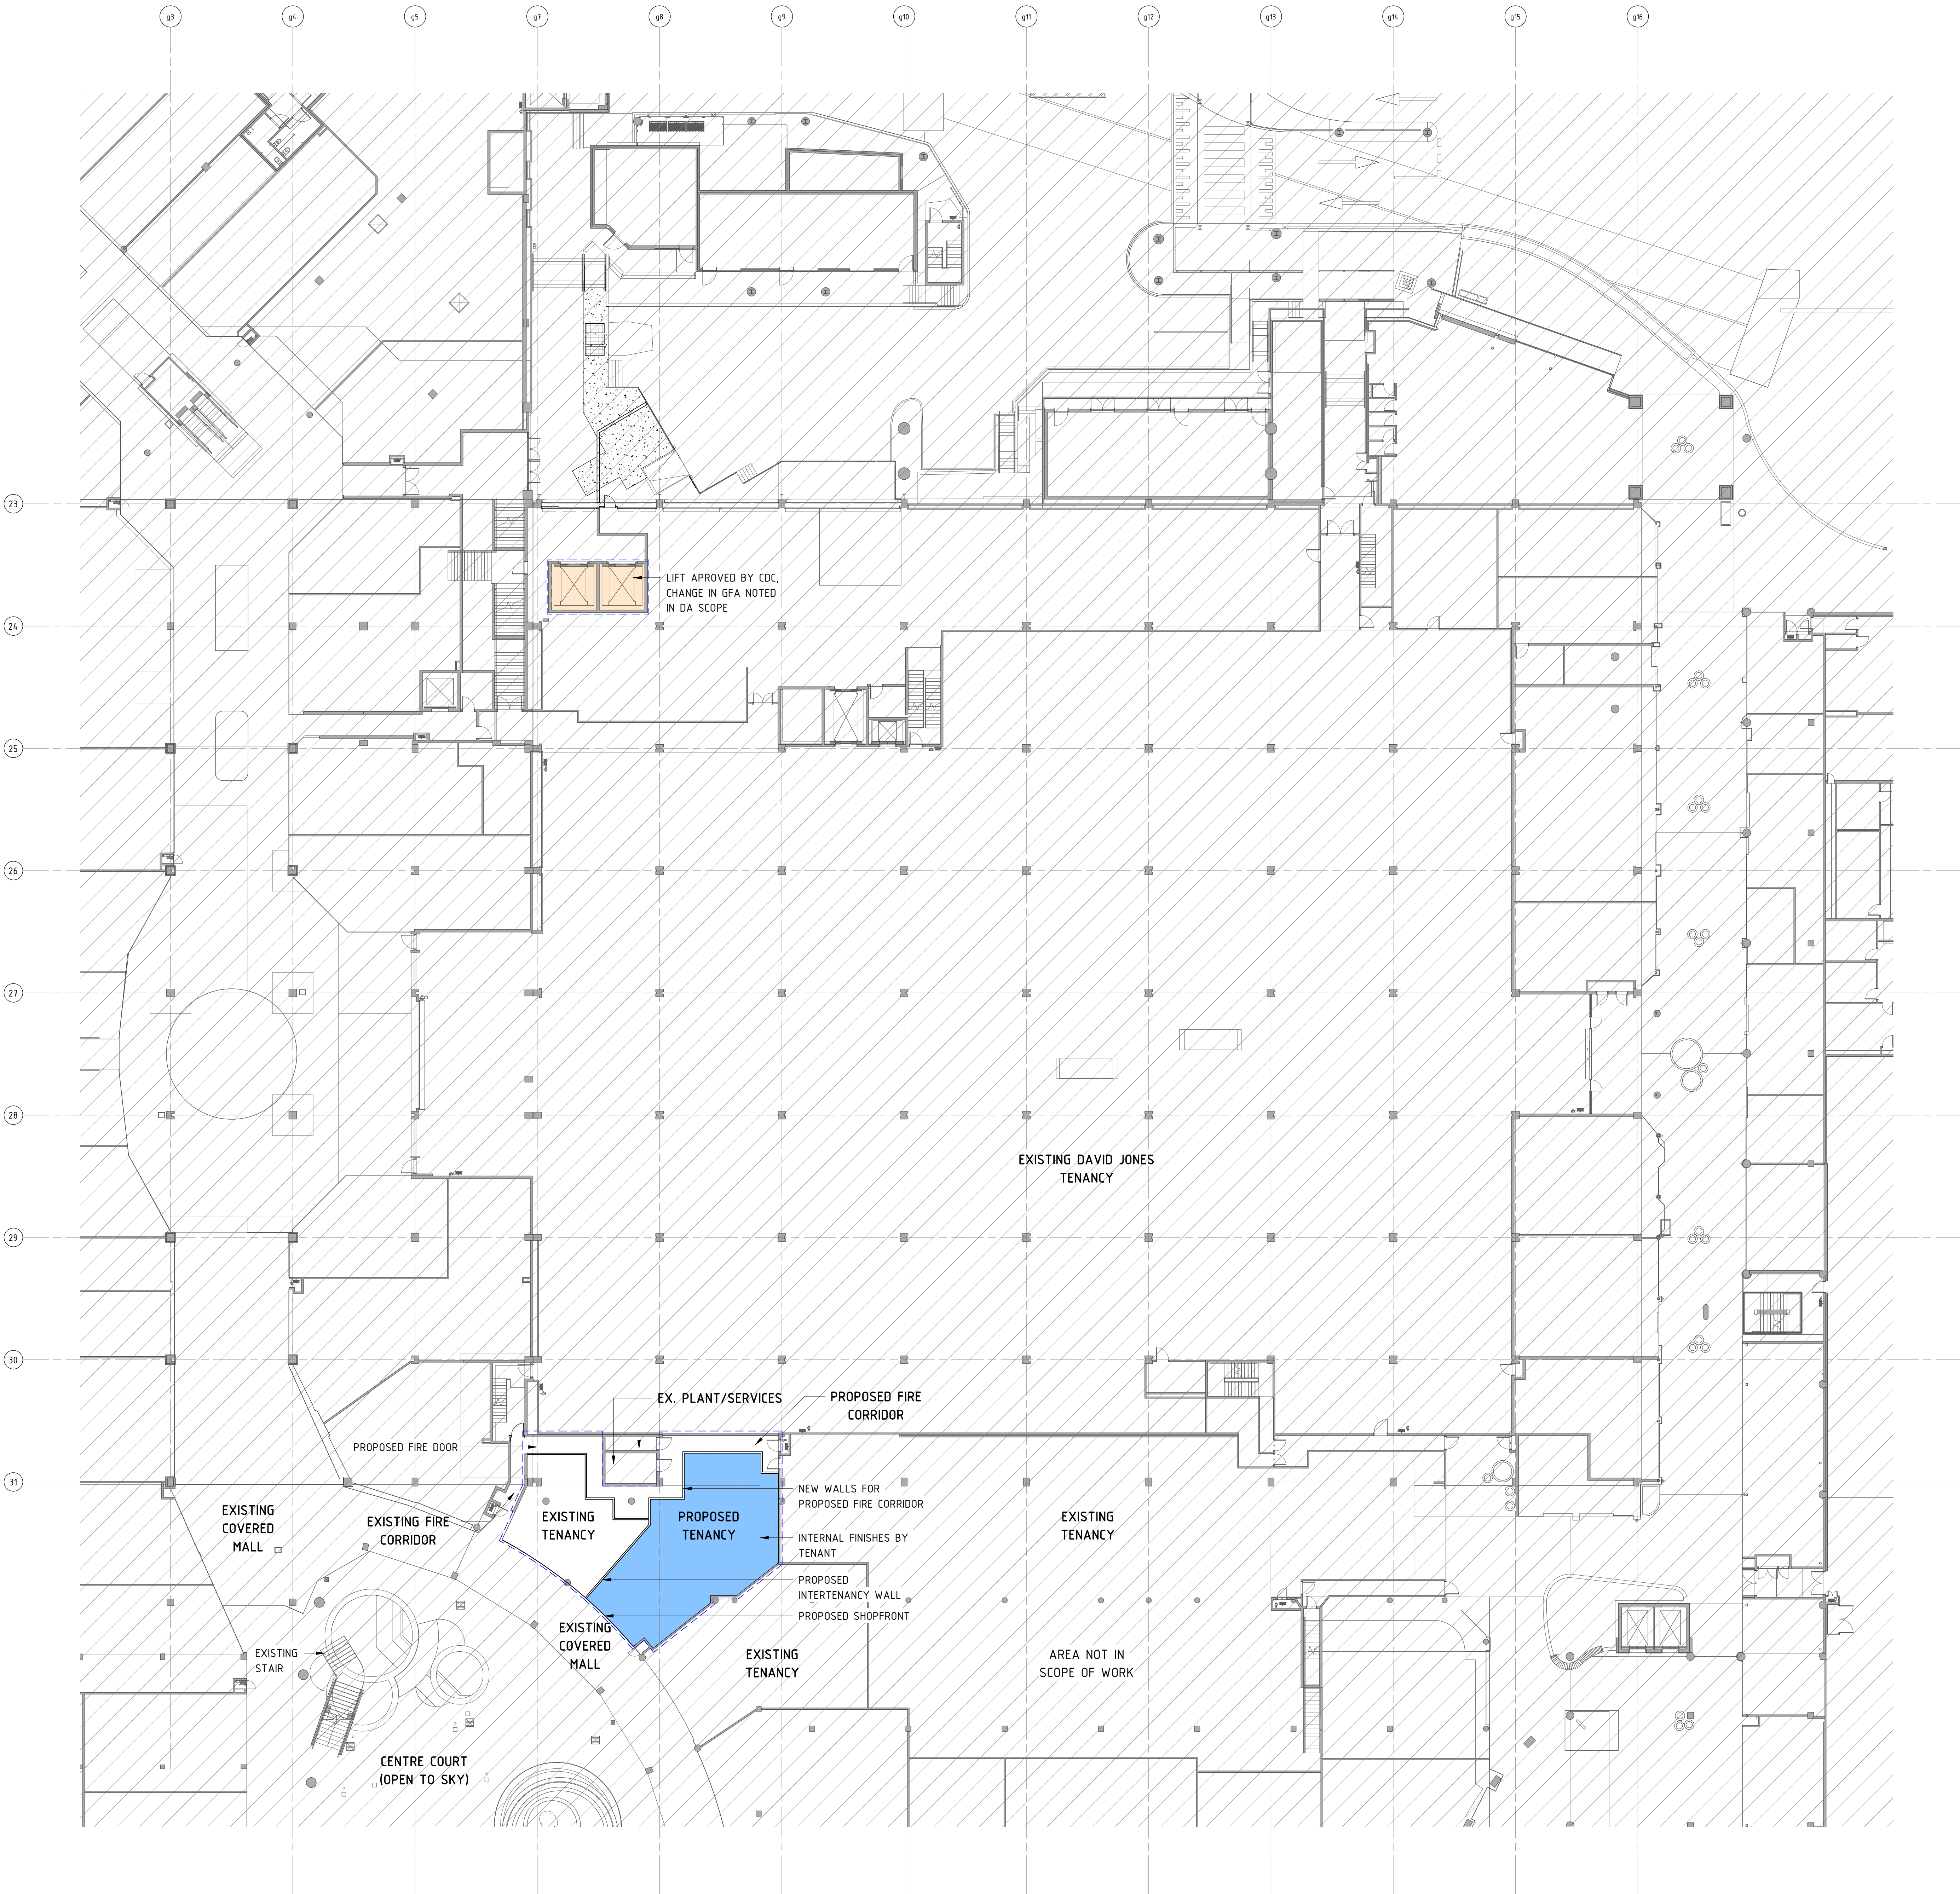 g3 g4 g5 g7 g8 g9 g10 g11 g12 g13 g14 g15 g16
23
LIFT APROVED BY CDC,
CHANGE IN GFA NOTED
IN DA SCOPE
24
25
26
27
28
EXISTING DAVID JONES
TENANCY
29
30
EX. PLANT/SERVICES
PROPOSED FIRE
CORRIDOR
PROPOSED FIRE DOOR
31
NEW WALLS FOR
PROPOSED FIRE CORRIDOR
EXISTING
COVERED
MALL
EXISTING FIRE
CORRIDOR
EXISTING
TENANCY
PROPOSED
TENANCY
EXISTING
TENANCY
INTERNAL FINISHES BY
TENANT
PROPOSED
INTERTENANCY WALL
PROPOSED SHOPFRONT
EXISTING
COVERED
MALL
EXISTING
STAIR
EXISTING
TENANCY
AREA NOT IN
SCOPE OF WORK
CENTRE COURT
(OPEN TO SKY)